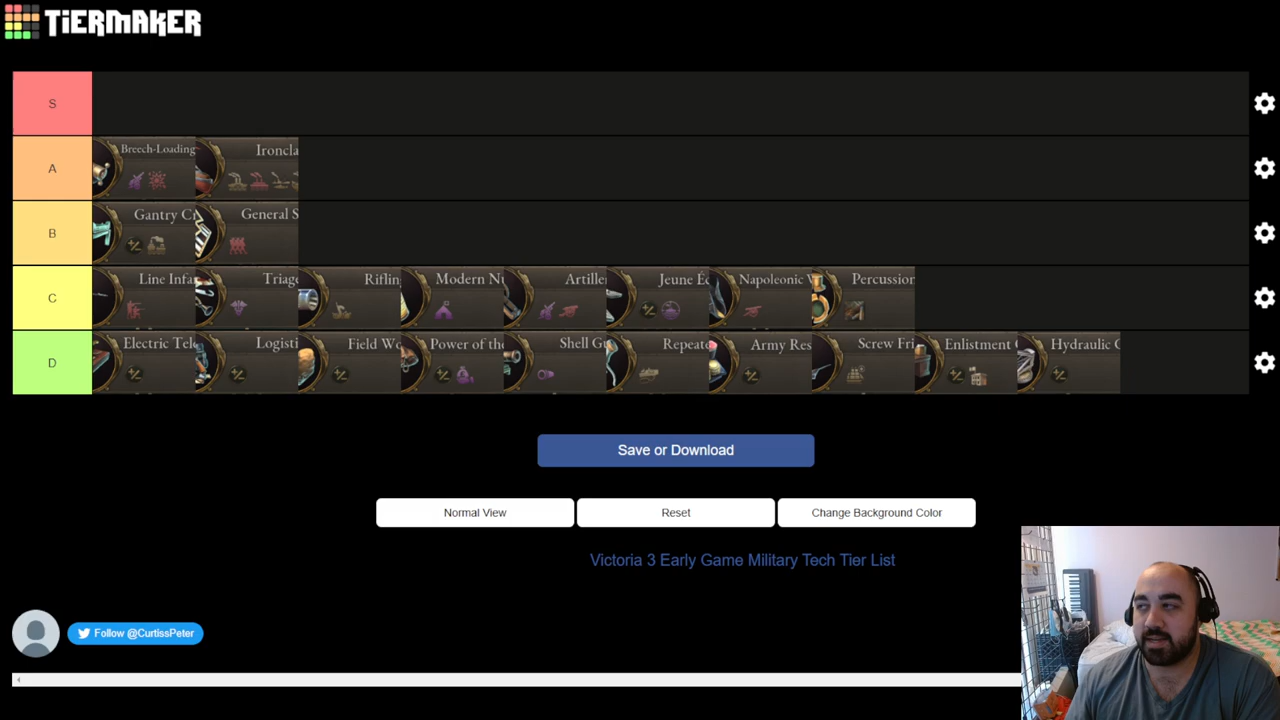 TIERMAKER
S
A
Breech-Loading
Ironcla
B
Gantry Cr
General S
C
Line Infa
Triage
Riflin
Modern Nu
Artille
Jeune Éc
Napoleonic W
Percussion
D
Electric Tele
Logisti
Field Wo
Power of the
Shell Gu
Repeate
Army Res
Screw Fri
Enlistment
Hydraulic C
Save or Download
Normal View
Reset
Change Background Color
Victoria 3 Early Game Military Tech Tier List
Follow @CurtissPeter